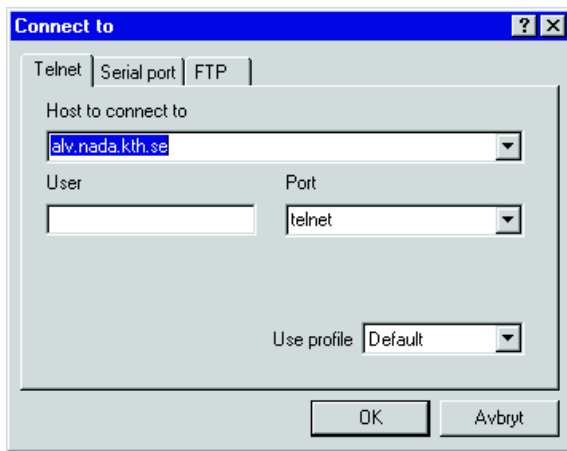 Connect to
Telnet Serial port FTP
Host to connect to
alv.nada.kth.se
User Port
telnet
Use profile Default
OK Avbryt